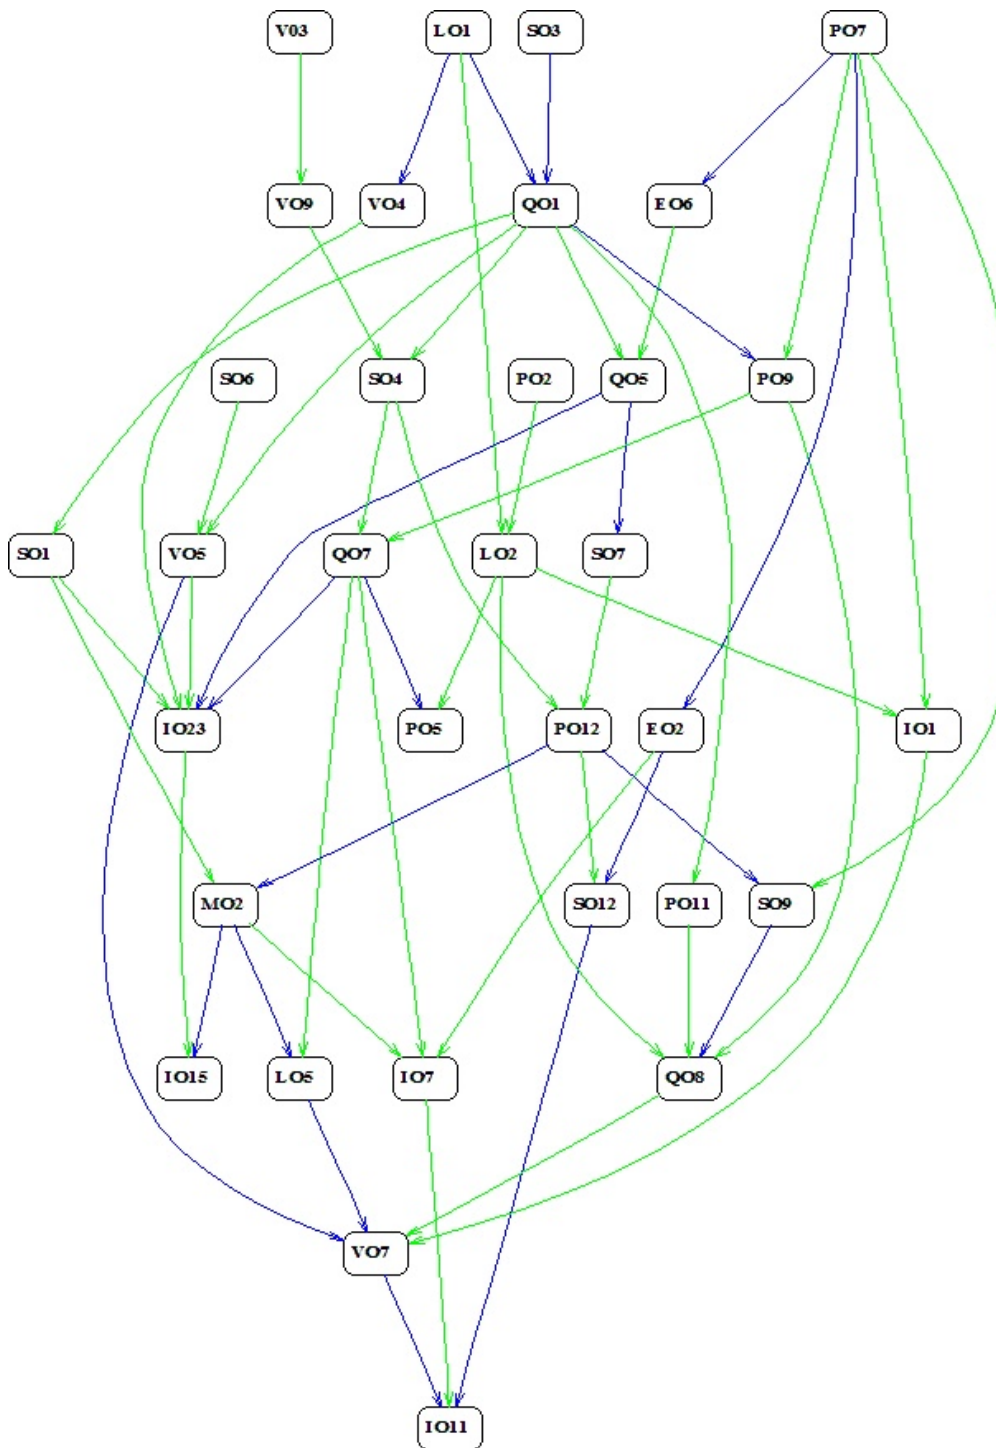 V03 LO1 SO3 PO7
VO9 VO4 QO1 EO6
SO6 SO4 PO2 QO5 PO9
SO1 VO5 QO7 LO2 SO7
IO23 PO5 PO12 EO2 IO1
MO2 SO12 PO11 SO9
IO15 LO5 IO7 QO8
VO7
IO11